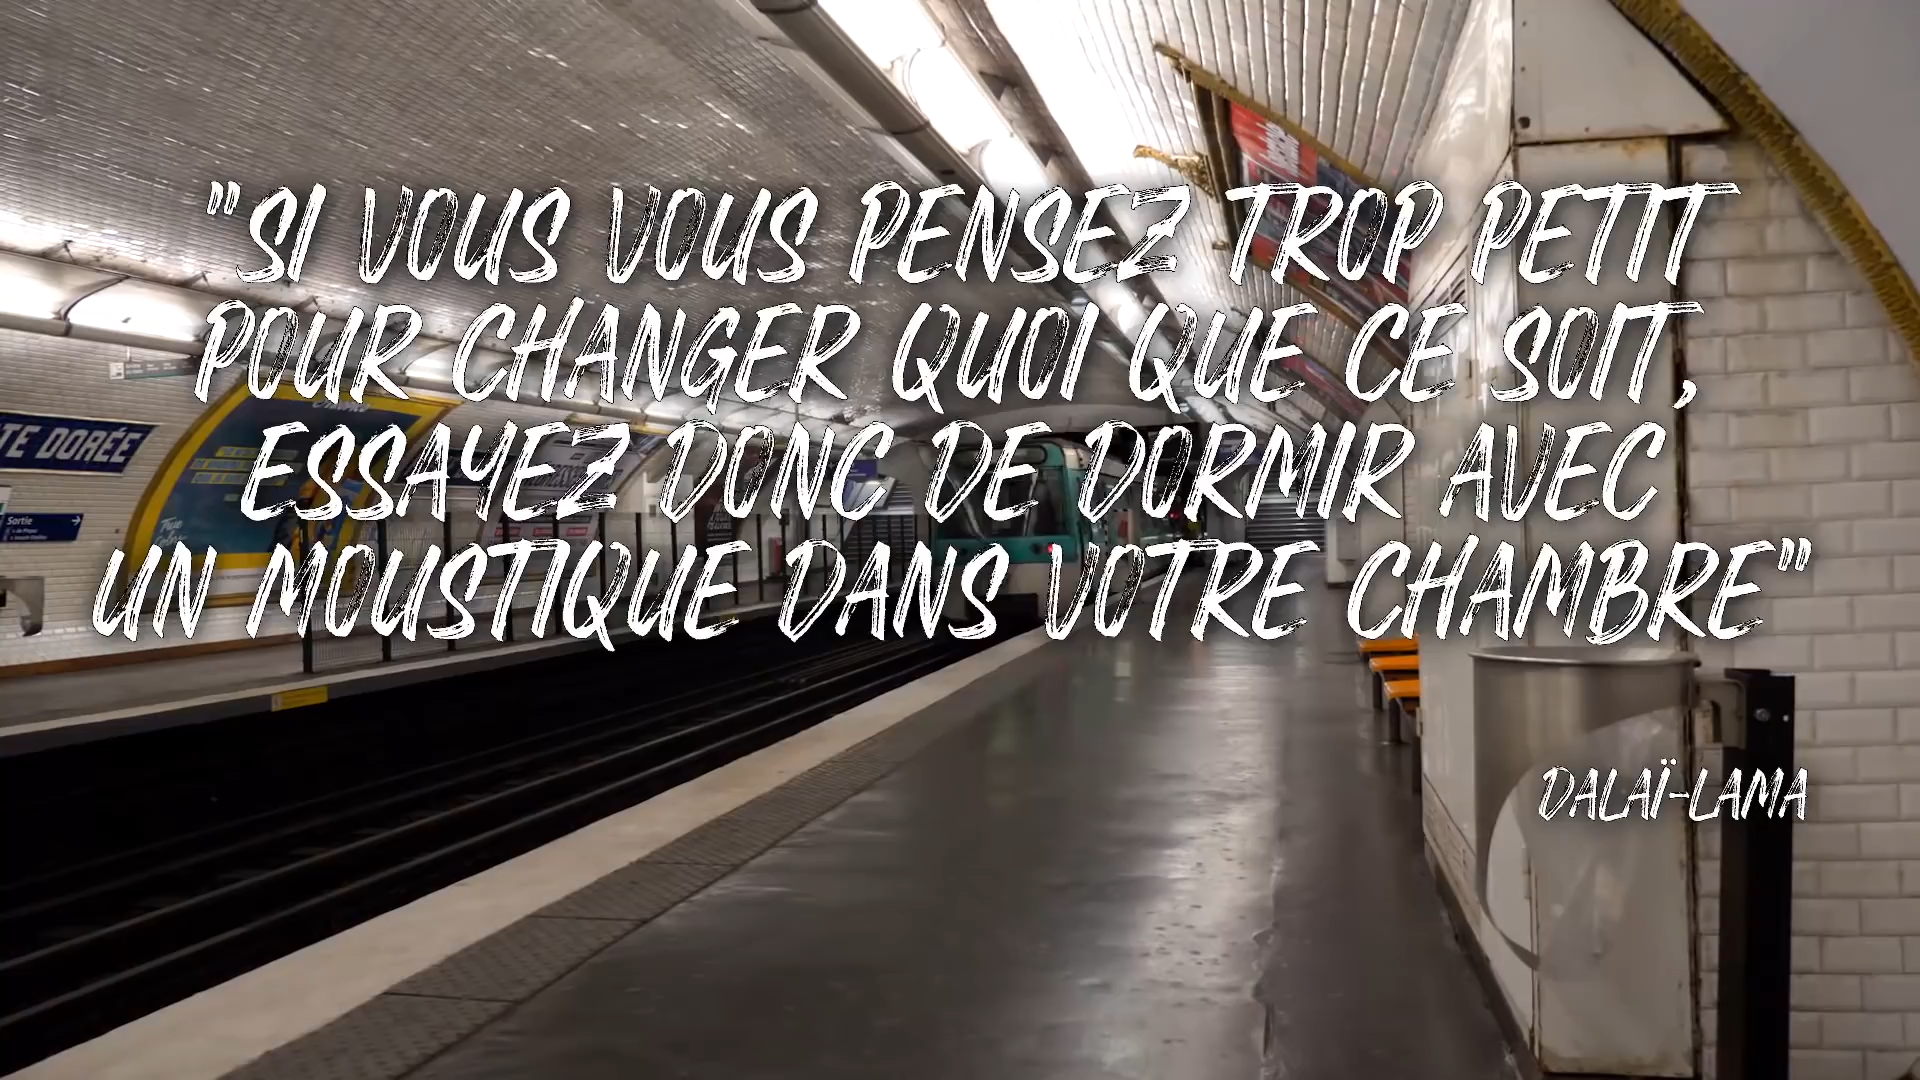 "SI VOUS VOUS PENSEZ TROP PETIT
POUR CHANGER QUOI QUE CE SOIT,
ESSAYEZ DONC DE DORMIR AVEC
UN MOUSTIQUE DANS VOTRE CHAMBRE"
DALAÏ-LAMA
TE DORÉE
Sortie